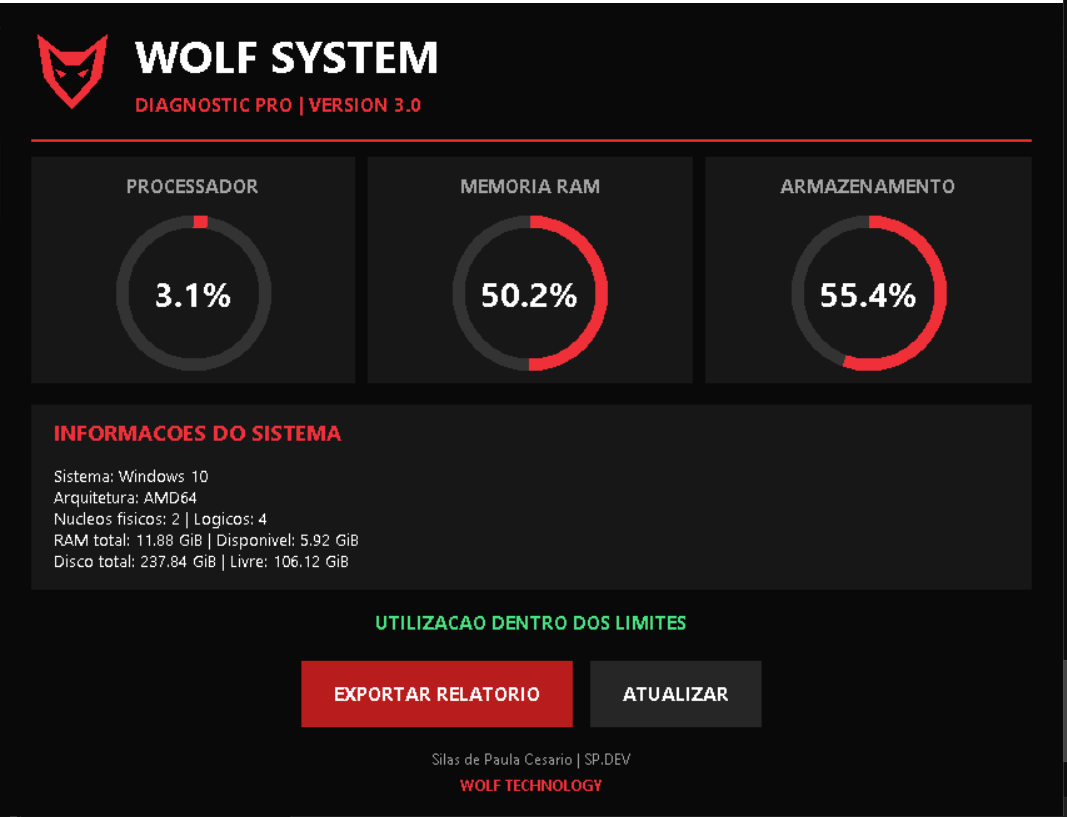 WOLF SYSTEM
DIAGNOSTIC PRO | VERSION 3.0
PROCESSADOR
3.1%
MEMORIA RAM
50.2%
ARMAZENAMENTO
55.4%
INFORMACOES DO SISTEMA
Sistema: Windows 10
Arquitetura: AMD64
Nucleos fisicos: 2 | Logicos: 4
RAM total: 11.88 GiB | Disponivel: 5.92 GiB
Disco total: 237.84 GiB | Livre: 106.12 GiB
UTILIZACAO DENTRO DOS LIMITES
EXPORTAR RELATORIO
ATUALIZAR
Silas de Paula Cesario | SP.DEV
WOLF TECHNOLOGY